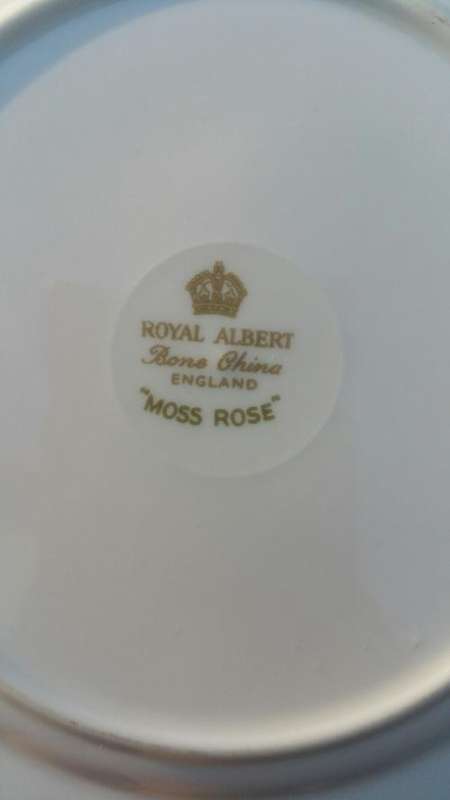 ROYAL ALBERT
Bone China
ENGLAND
"MOSS ROSE"